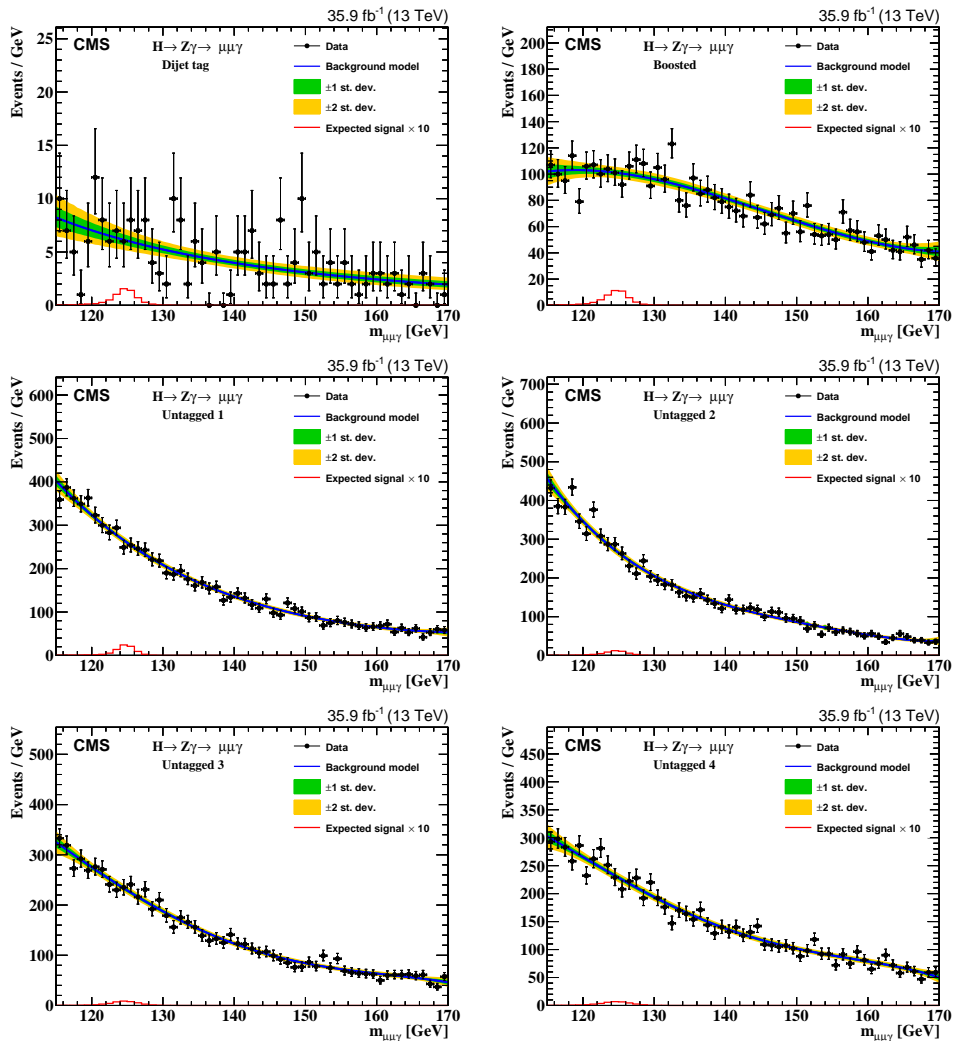 35.9 fb⁻¹ (13 TeV)
CMS
H→ Zγ→ μμγ
Dijet tag
Data
Background model
±1 st. dev.
±2 st. dev.
Expected signal × 10
Events / GeV
25
20
15
10
5
0
120 130 140 150 160 170
m_μμγ [GeV]
35.9 fb⁻¹ (13 TeV)
CMS
H→ Zγ→ μμγ
Boosted
Data
Background model
±1 st. dev.
±2 st. dev.
Expected signal × 10
Events / GeV
200
180
160
140
120
100
80
60
40
20
0
120 130 140 150 160 170
m_μμγ [GeV]
35.9 fb⁻¹ (13 TeV)
CMS
H→ Zγ→ μμγ
Untagged 1
Data
Background model
±1 st. dev.
±2 st. dev.
Expected signal × 10
Events / GeV
600
500
400
300
200
100
0
120 130 140 150 160 170
m_μμγ [GeV]
35.9 fb⁻¹ (13 TeV)
CMS
H→ Zγ→ μμγ
Untagged 2
Data
Background model
±1 st. dev.
±2 st. dev.
Expected signal × 10
Events / GeV
700
600
500
400
300
200
100
0
120 130 140 150 160 170
m_μμγ [GeV]
35.9 fb⁻¹ (13 TeV)
CMS
H→ Zγ→ μμγ
Untagged 3
Data
Background model
±1 st. dev.
±2 st. dev.
Expected signal × 10
Events / GeV
500
400
300
200
100
0
120 130 140 150 160 170
m_μμγ [GeV]
35.9 fb⁻¹ (13 TeV)
CMS
H→ Zγ→ μμγ
Untagged 4
Data
Background model
±1 st. dev.
±2 st. dev.
Expected signal × 10
Events / GeV
450
400
350
300
250
200
150
100
50
0
120 130 140 150 160 170
m_μμγ [GeV]